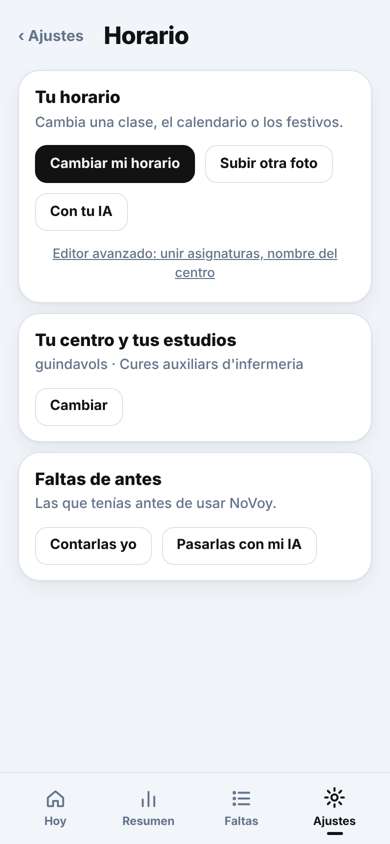 ‹ Ajustes Horario
Tu horario
Cambia una clase, el calendario o los festivos.
Cambiar mi horario Subir otra foto
Con tu IA
Editor avanzado: unir asignaturas, nombre del
centro
Tu centro y tus estudios
guindavols · Cures auxiliars d'infermeria
Cambiar
Faltas de antes
Las que tenías antes de usar NoVoy.
Contarlas yo Pasarlas con mi IA
Hoy Resumen Faltas Ajustes